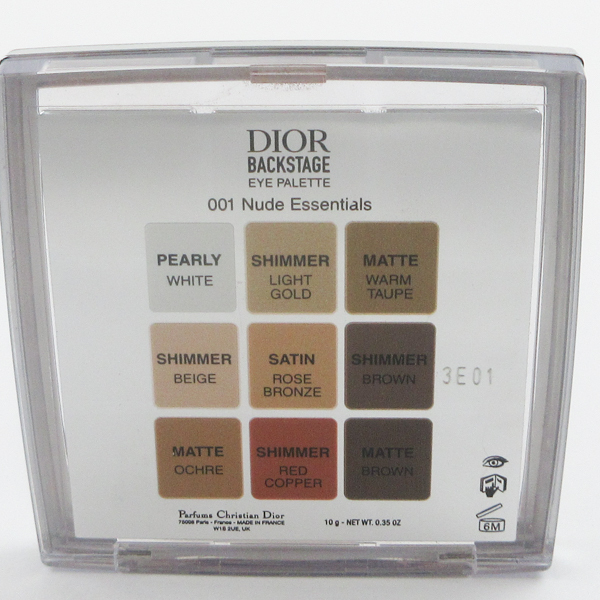 DIOR
BACKSTAGE
EYE PALETTE
001 Nude Essentials
PEARLY
WHITE
SHIMMER
LIGHT
GOLD
MATTE
WARM
TAUPE
SHIMMER
BEIGE
SATIN
ROSE
BRONZE
SHIMMER
BROWN
3E01
MATTE
OCHRE
SHIMMER
RED
COPPER
MATTE
BROWN
Parfums Christian Dior
75008 Paris - France - MADE IN FRANCE
W1S 2UE, UK
10 g - NET WT. 0.35 OZ
6M